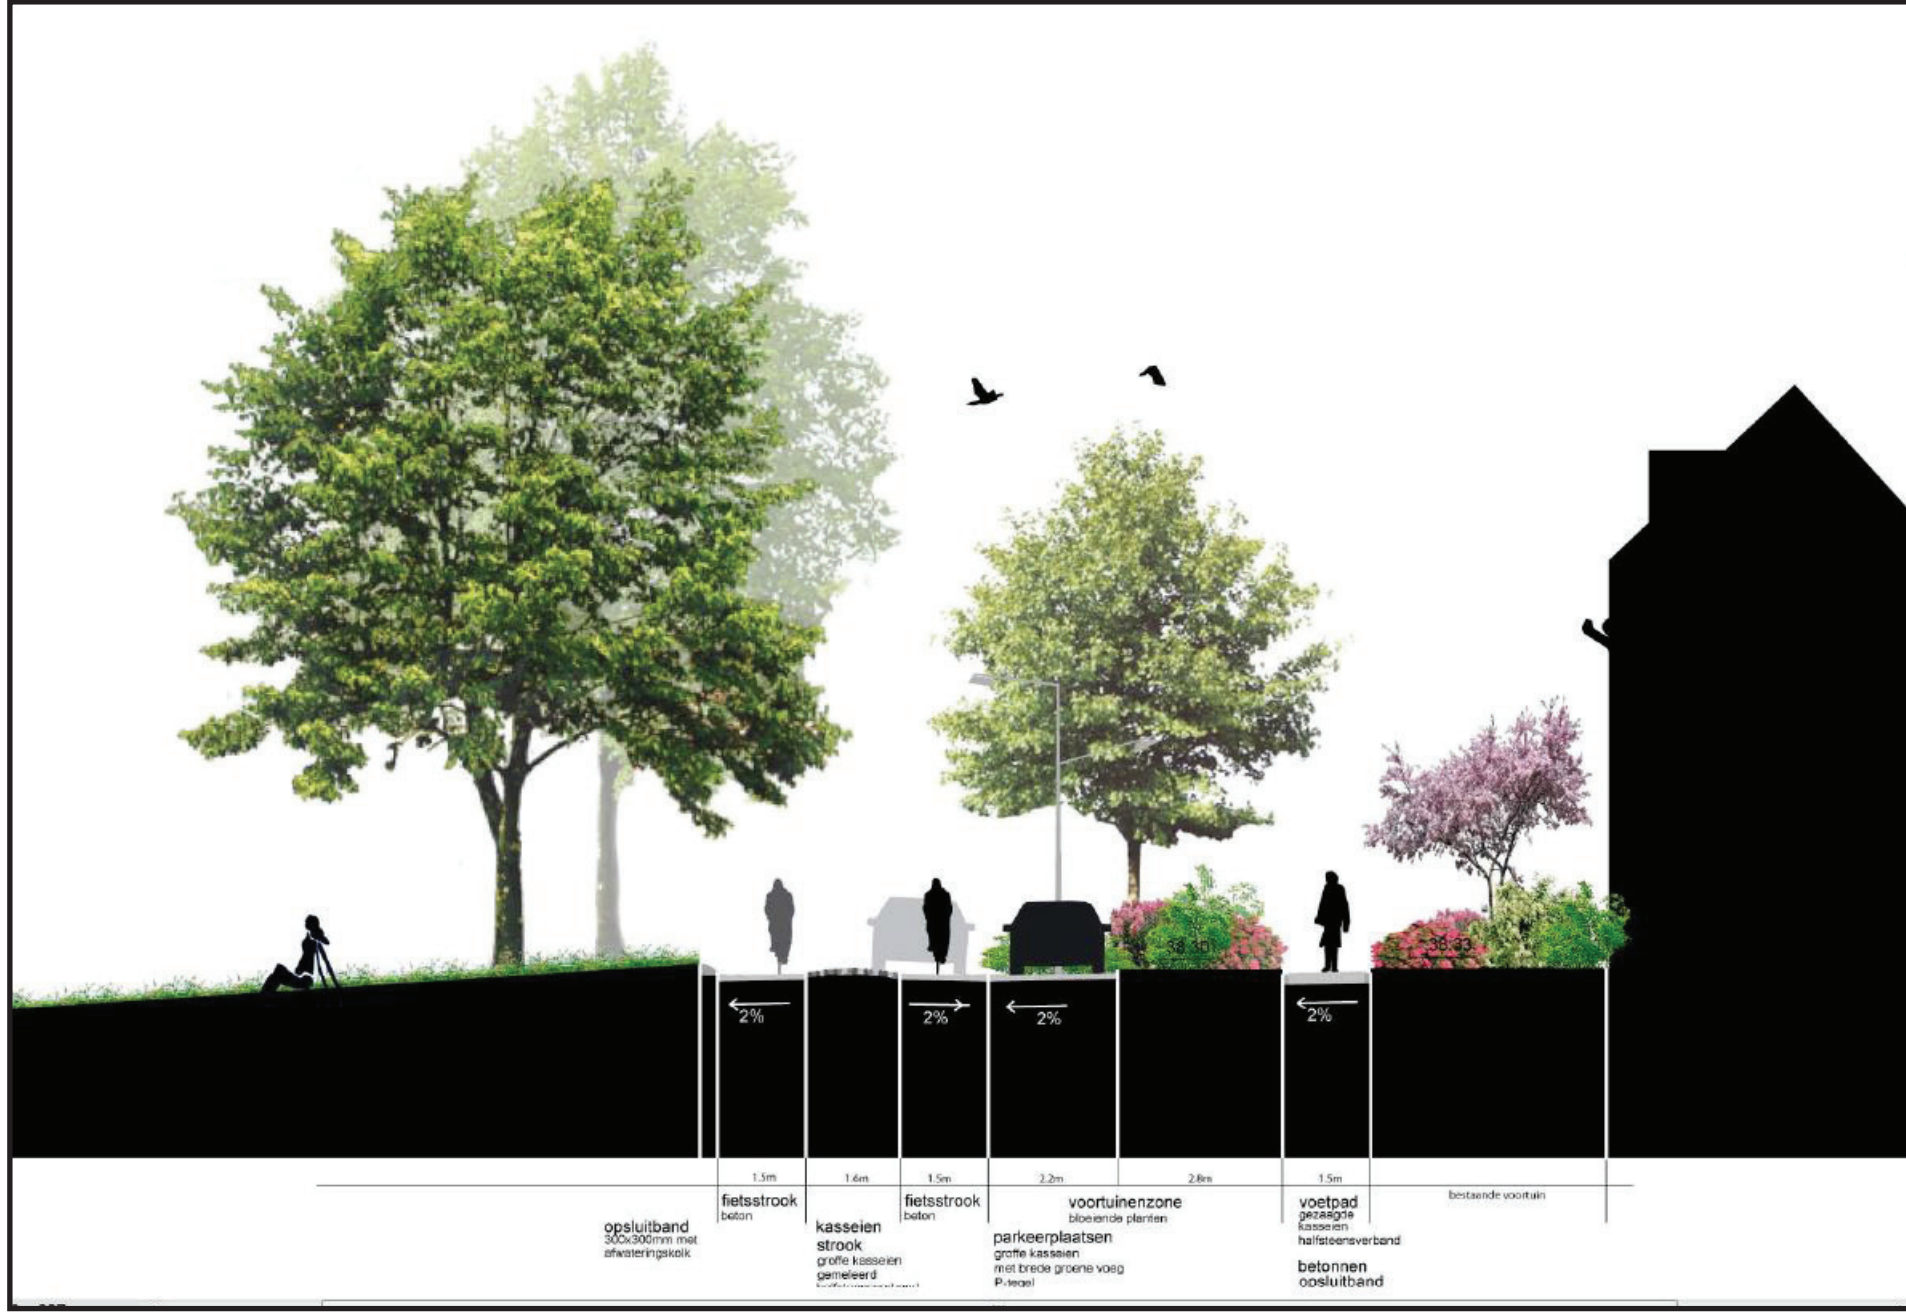 38.30
38.33
2%
2%
2%
2%
1.5m
1.6m
1.5m
2.2m
2.8m
1.5m
bestaande voortuin
opsluitband
300x300mm met
afwateringskolk
fietsstrook
beton
kasseien
strook
groffe kasseien
gemeleerd
fietsstrook
beton
voortuinenzone
bloeiende planten
parkeerplaatsen
groffe kasseien
met brede groene voeg
P-tegel
voetpad
gezaagde
kasseien
halfsteensverband
betonnen
opsluitband